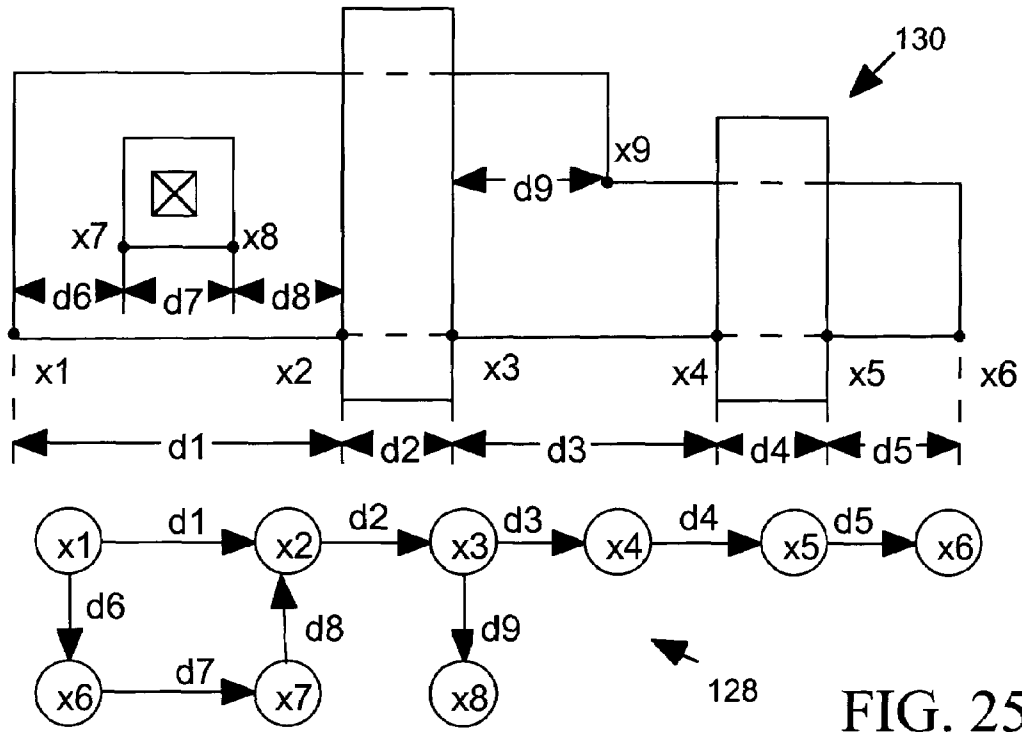 130
x9
d9
x7 x8
d6 d7 d8
x1 x2 x3 x4 x5 x6
d1 d2 d3 d4 d5
x1 d1 x2 d2 x3 d3 x4 d4 x5 d5 x6
d6 d8 d9
x6 d7 x7 x8
128
FIG. 25